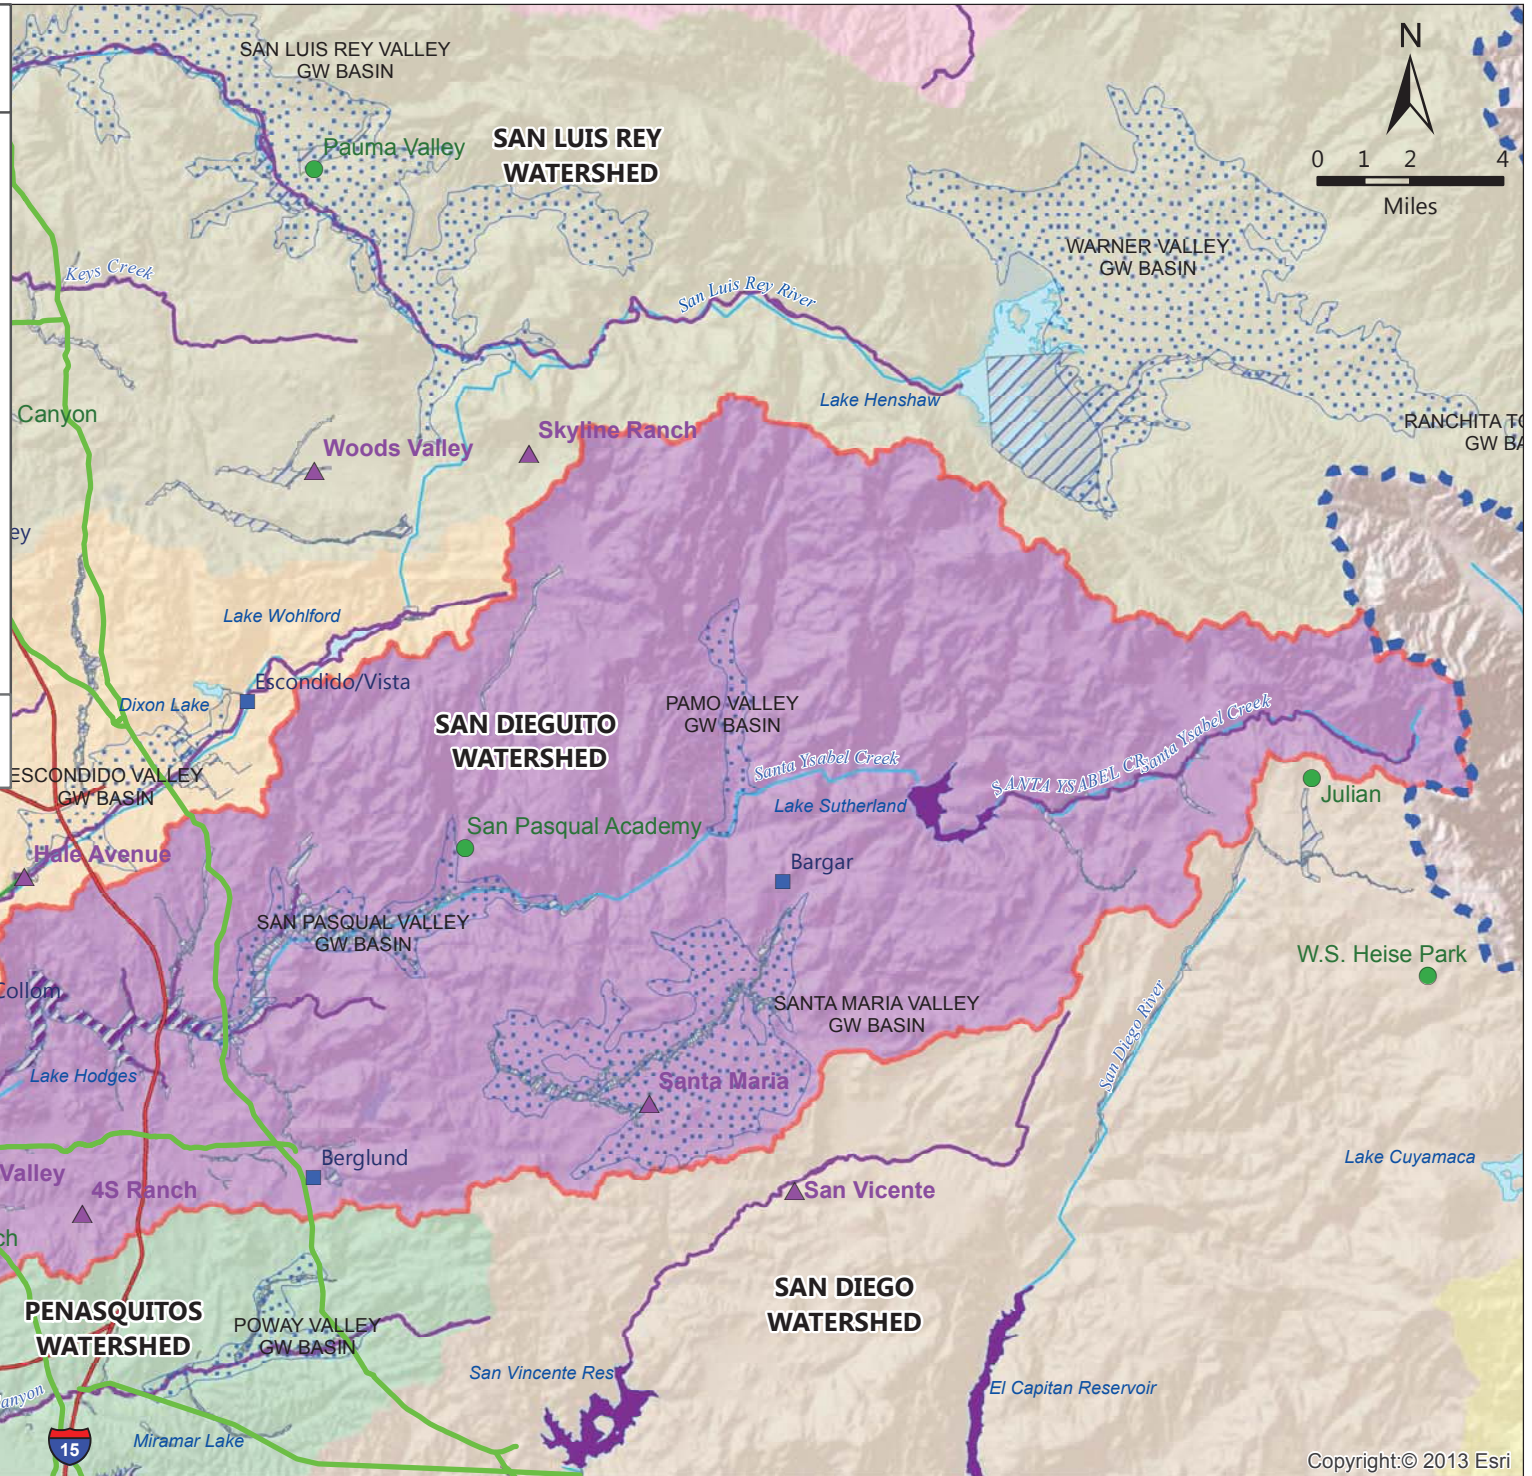 SAN LUIS REY VALLEY
GW BASIN
N
SAN LUIS REY
WATERSHED
Pauma Valley
0 1 2 4
Miles
WARNER VALLEY
GW BASIN
Keys Creek
San Luis Rey River
Lake Henshaw
Canyon
RANCHITA TO
GW BA
Skyline Ranch
Woods Valley
ey
Lake Wohlford
Escondido/Vista
Dixon Lake
SAN DIEGUITO
WATERSHED
PAMO VALLEY
GW BASIN
Santa Ysabel Creek
Santa Ysabel Creek
SANTA YSABEL CR
ESCONDIDO VALLEY
GW BASIN
Lake Sutherland
Julian
San Pasqual Academy
Hale Avenue
Bargar
SAN PASQUAL VALLEY
GW BASIN
W.S. Heise Park
Collom
SANTA MARIA VALLEY
GW BASIN
San Diego River
Lake Hodges
Santa Maria
Berglund
Lake Cuyamaca
Valley
4S Ranch
San Vicente
ch
SAN DIEGO
WATERSHED
PENASQUITOS
WATERSHED
POWAY VALLEY
GW BASIN
San Vincente Res
El Capitan Reservoir
anyon
Miramar Lake
15
Copyright:© 2013 Esri